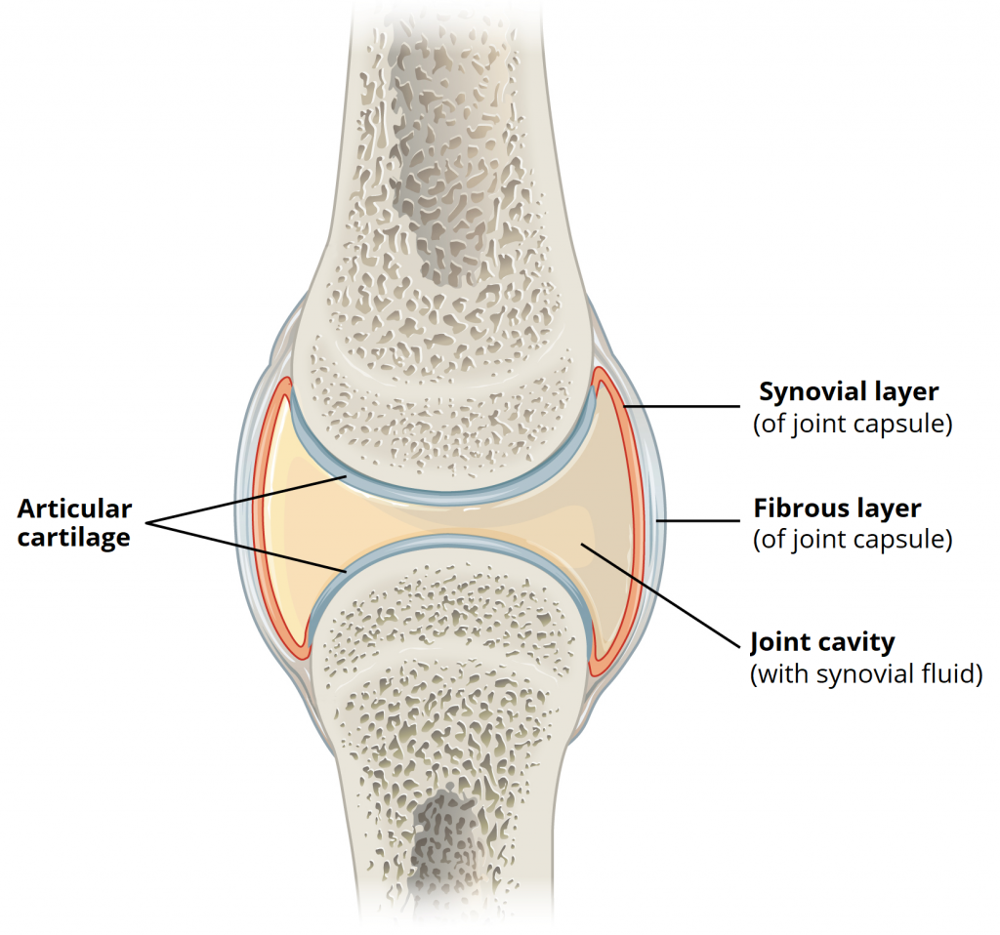 Synovial layer
(of joint capsule)
Articular
cartilage
Fibrous layer
(of joint capsule)
Joint cavity
(with synovial fluid)